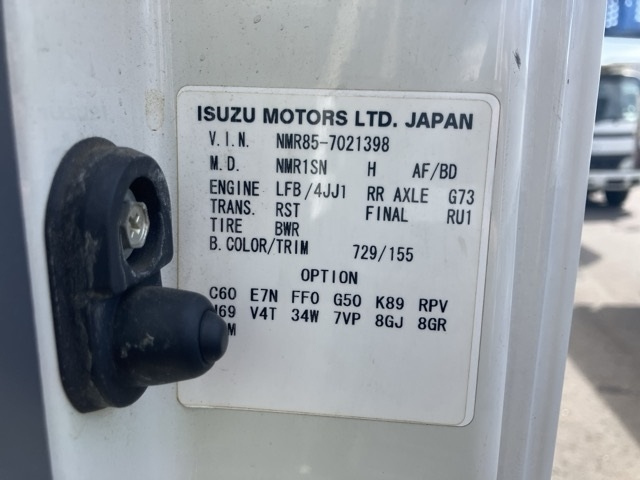 ISUZU MOTORS LTD. JAPAN
V.I.N. NMR85-7021398
M.D. NMR1SN H AF/BD
ENGINE LFB/4JJ1 RR AXLE G73
TRANS. RST FINAL RU1
TIRE BWR
B.COLOR/TRIM 729/155
OPTION
C60 E7N FF0 G50 K89 RPV
V4T 34W 7VP 8GJ 8GR